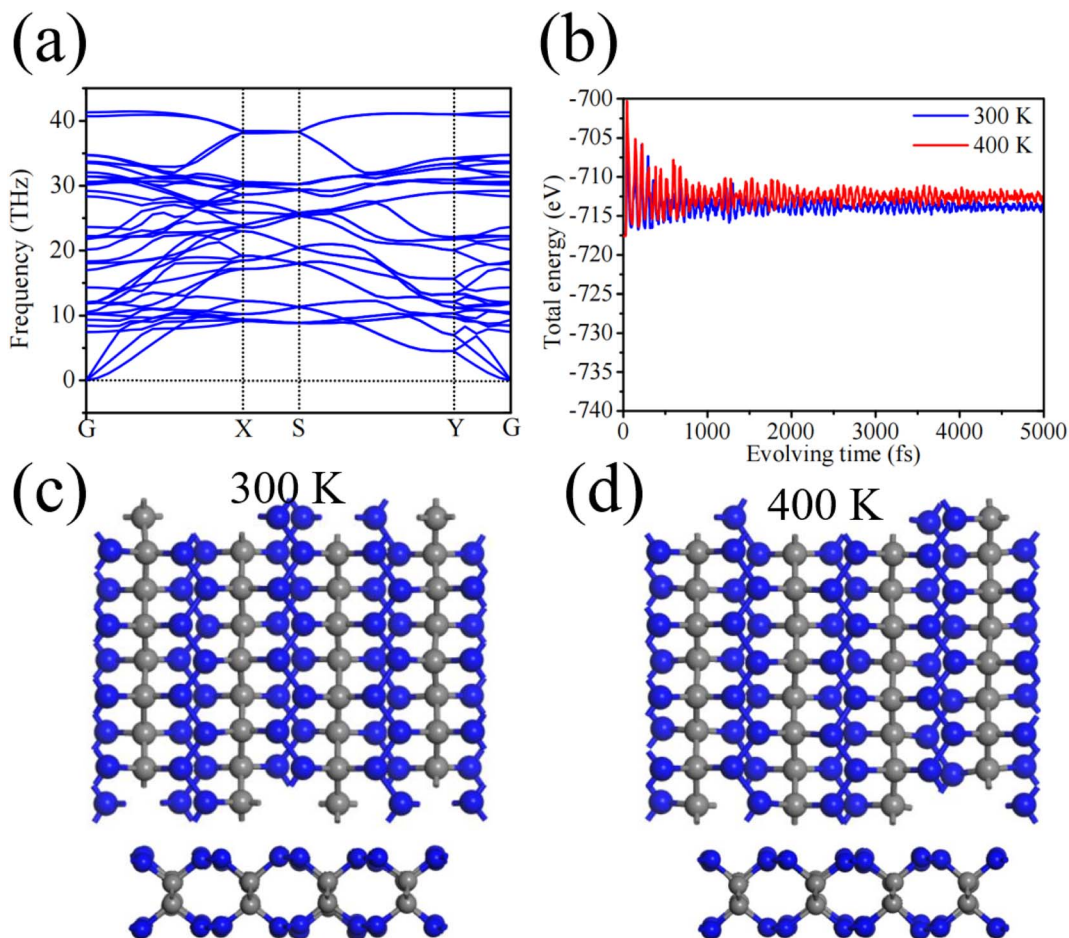 (a)
Frequency (THz)
40
30
20
10
0
G X S Y G
(b)
Total energy (eV)
-700
-705
-710
-715
-720
-725
-730
-735
-740
300 K
400 K
0 1000 2000 3000 4000 5000
Evolving time (fs)
(c)
300 K
(d)
400 K